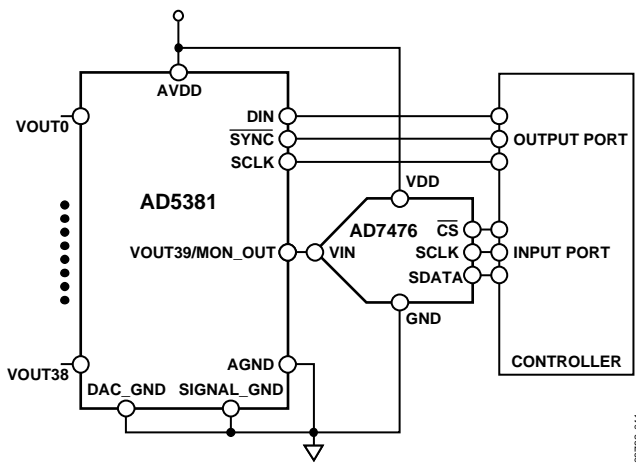 AVDD
DIN
VOUT0
SYNC
OUTPUT PORT
SCLK
VDD
AD5381
AD7476
CS
VOUT39/MON_OUT
VIN
SCLK
INPUT PORT
SDATA
GND
AGND
CONTROLLER
VOUT38
DAC_GND
SIGNAL_GND